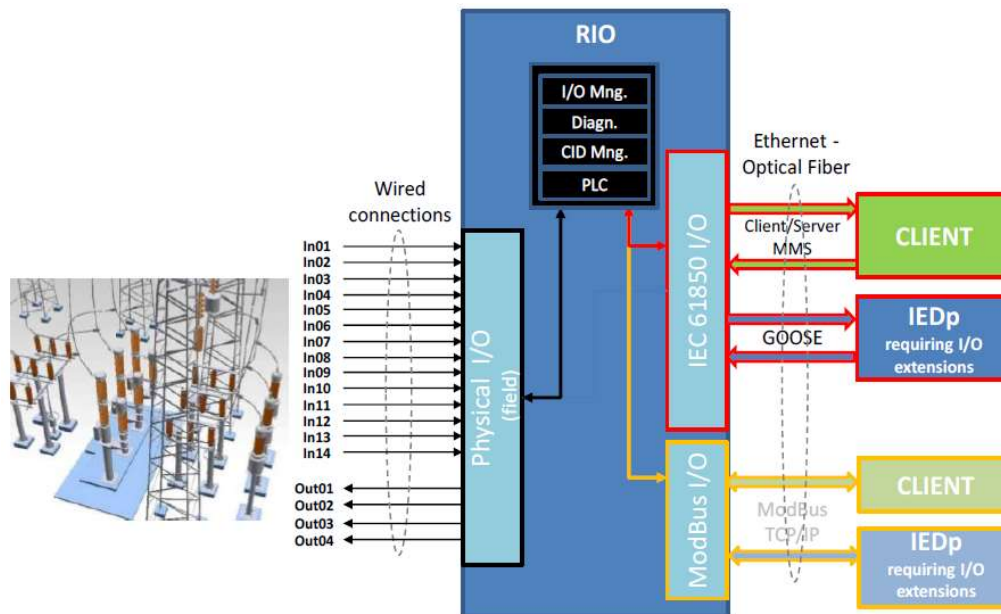 RIO
I/O Mng.
Diagn.
CID Mng.
PLC
Ethernet -
Optical Fiber
Wired
connections
In01
In02
In03
In04
In05
In06
In07
In08
In09
In10
In11
In12
In13
In14
Out01
Out02
Out03
Out04
Physical I/O
(field)
IEC 61850 I/O
ModBus I/O
Client/Server
MMS
GOOSE
ModBus
TCP/IP
CLIENT
IEDp
requiring I/O
extensions
CLIENT
IEDp
requiring I/O
extensions